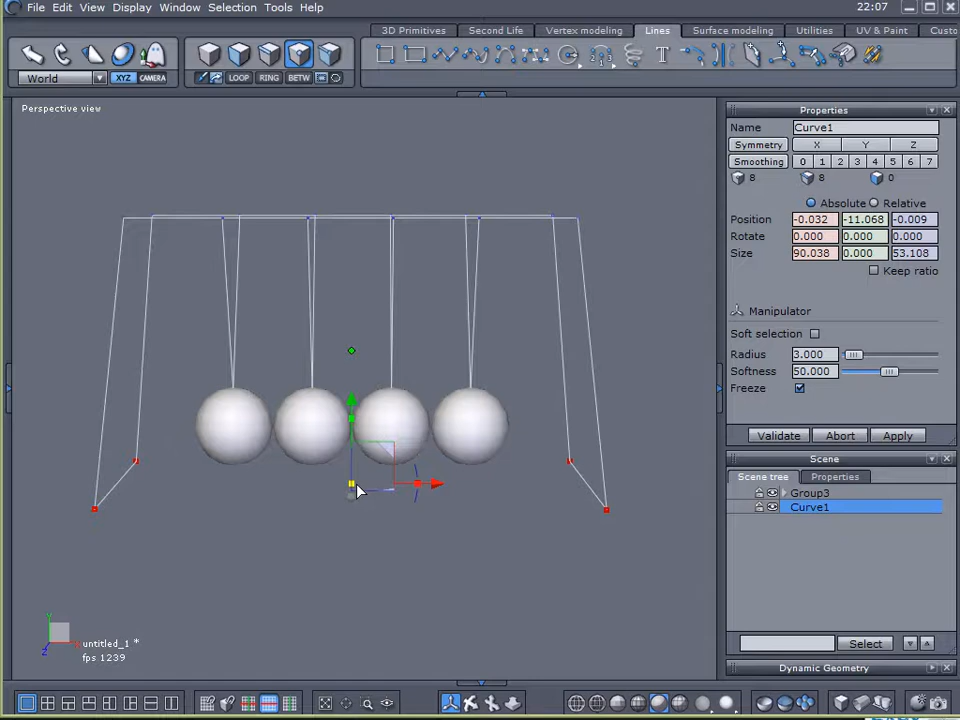 File Edit View Display Window Selection Tools Help 22:07
3D Primitives Second Life Vertex modeling Lines Surface modeling Utilities UV & Paint Custo
World XYZ CAMERA LOOP RING BETW
Perspective view
Properties
Name Curve1
Symmetry X Y Z
Smoothing 0 1 2 3 4 5 6 7
8 8 0
Absolute Relative
Position -0.032 -11.068 -0.009
Rotate 0.000 0.000 0.000
Size 90.038 0.000 53.108
Keep ratio
Manipulator
Soft selection
Radius 3.000
Softness 50.000
Freeze
Validate Abort Apply
Scene
Scene tree Properties
Group3
Curve1
Select
Dynamic Geometry
Y
X
Z
untitled_1 *
fps 1239